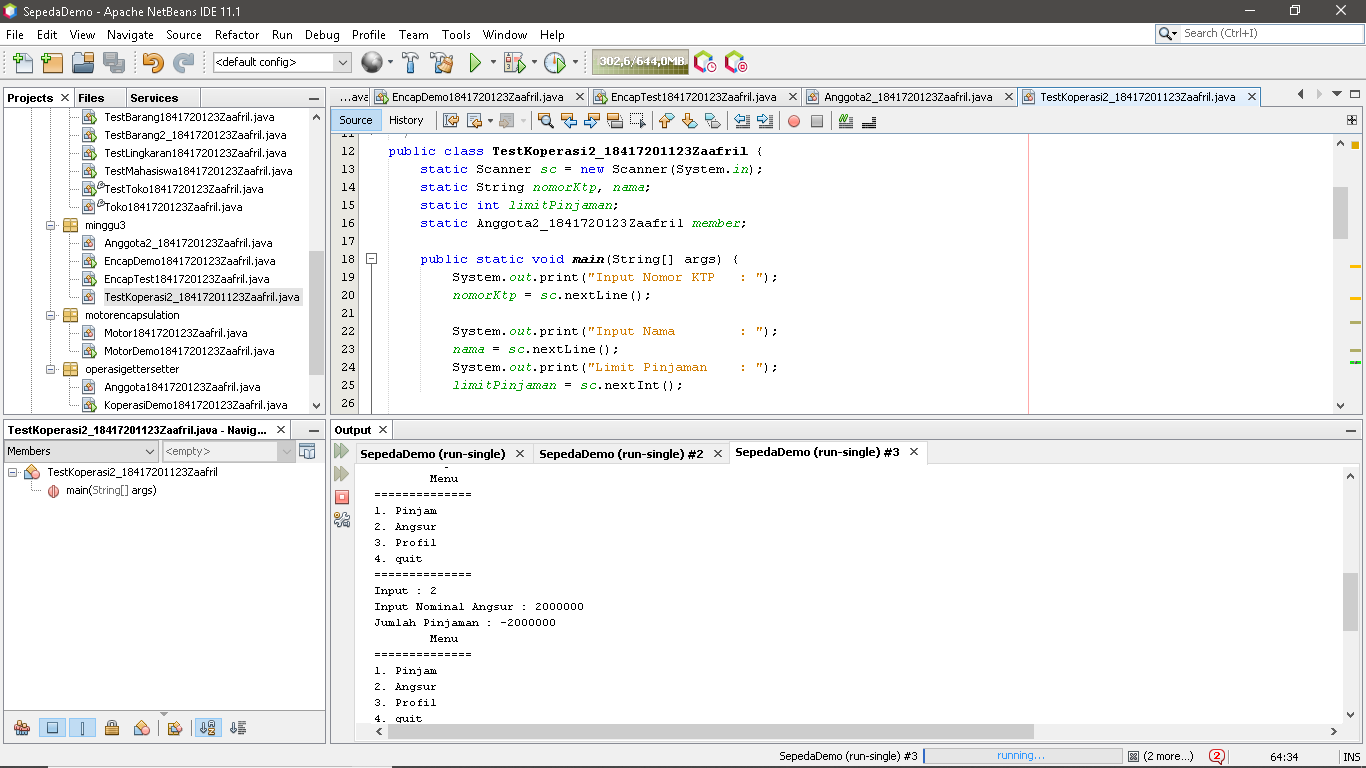 SepedaDemo - Apache NetBeans IDE 11.1
File Edit View Navigate Source Refactor Run Debug Profile Team Tools Window Help
Search (Ctrl+I)
<default config>
302,6/644,0MB
Projects Files Services
TestBarang1841720123Zaafril.java
TestBarang2_1841720123Zaafril.java
TestLingkaran1841720123Zaafril.java
TestMahasiswa1841720123Zaafril.java
TestToko1841720123Zaafril.java
Toko1841720123Zaafril.java
minggu3
Anggota2_1841720123Zaafril.java
EncapDemo1841720123Zaafril.java
EncapTest1841720123Zaafril.java
TestKoperasi2_18417201123Zaafril.java
motorencapsulation
Motor1841720123Zaafril.java
MotorDemo1841720123Zaafril.java
operasigettersetter
Anggota1841720123Zaafril.java
KoperasiDemo1841720123Zaafril.java
...ava EncapDemo1841720123Zaafril.java EncapTest1841720123Zaafril.java Anggota2_1841720123Zaafril.java TestKoperasi2_18417201123Zaafril.java
Source History
11
12 public class TestKoperasi2_18417201123Zaafril {
13 static Scanner sc = new Scanner(System.in);
14 static String nomorKtp, nama;
15 static int limitPinjaman;
16 static Anggota2_1841720123Zaafril member;
17
18 public static void main(String[] args) {
19 System.out.print("Input Nomor KTP   : ");
20 nomorKtp = sc.nextLine();
21
22 System.out.print("Input Nama        : ");
23 nama = sc.nextLine();
24 System.out.print("Limit Pinjaman    : ");
25 limitPinjaman = sc.nextInt();
26
TestKoperasi2_18417201123Zaafril.java - Navig...
Members <empty>
TestKoperasi2_18417201123Zaafril
main(String[] args)
Output
SepedaDemo (run-single) SepedaDemo (run-single) #2 SepedaDemo (run-single) #3
Menu
==============
1. Pinjam
2. Angsur
3. Profil
4. quit
==============
Input : 2
Input Nominal Angsur : 2000000
Jumlah Pinjaman : -2000000
Menu
==============
1. Pinjam
2. Angsur
3. Profil
4. quit
SepedaDemo (run-single) #3 running... (2 more...) 2 64:34 INS